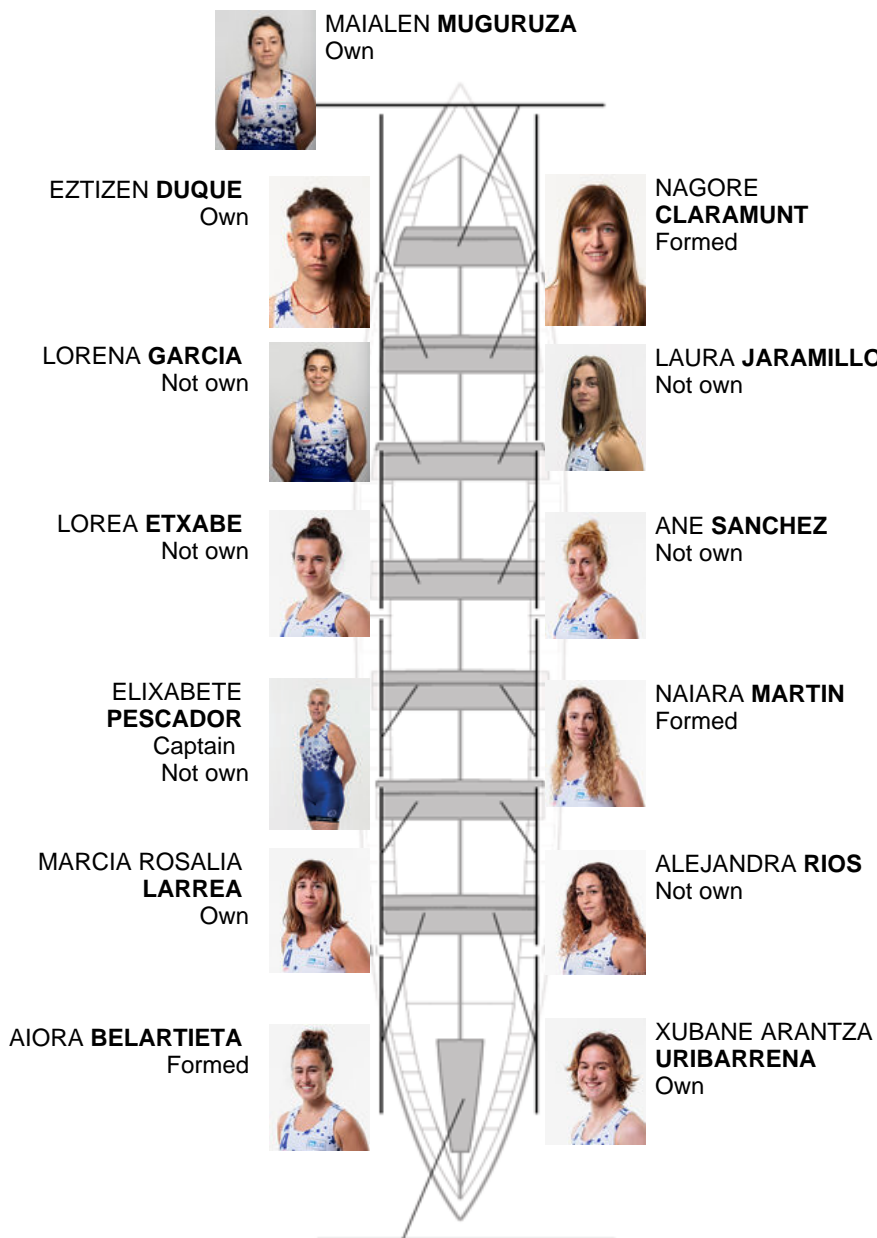 MAIALEN MUGURUZA
Own
EZTIZEN DUQUE
Own
NAGORE
CLARAMUNT
Formed
LORENA GARCIA
Not own
LAURA JARAMILLO
Not own
LOREA ETXABE
Not own
ANE SANCHEZ
Not own
ELIXABETE
PESCADOR
Captain
Not own
NAIARA MARTIN
Formed
MARCIA ROSALIA
LARREA
Own
ALEJANDRA RIOS
Not own
AIORA BELARTIETA
Formed
XUBANE ARANTZA
URIBARRENA
Own